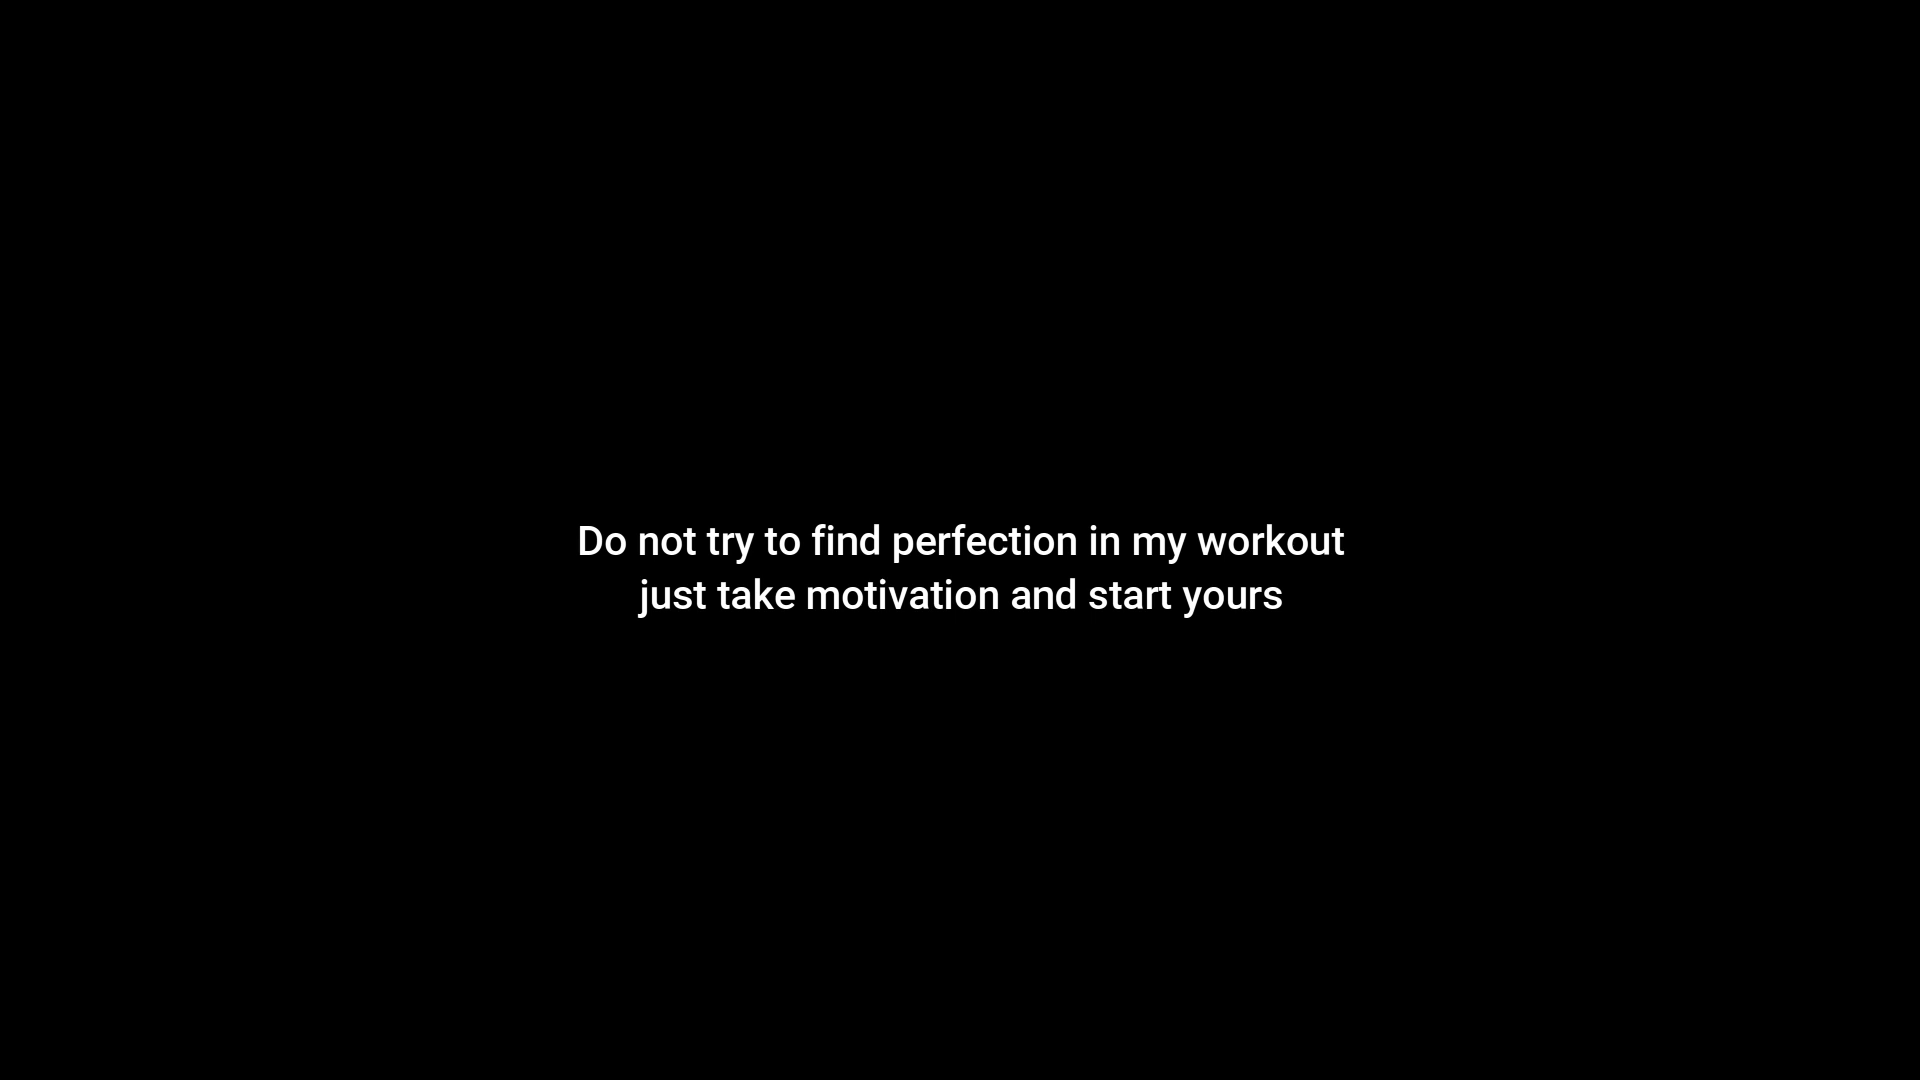 Do not try to find perfection in my workout
just take motivation and start yours